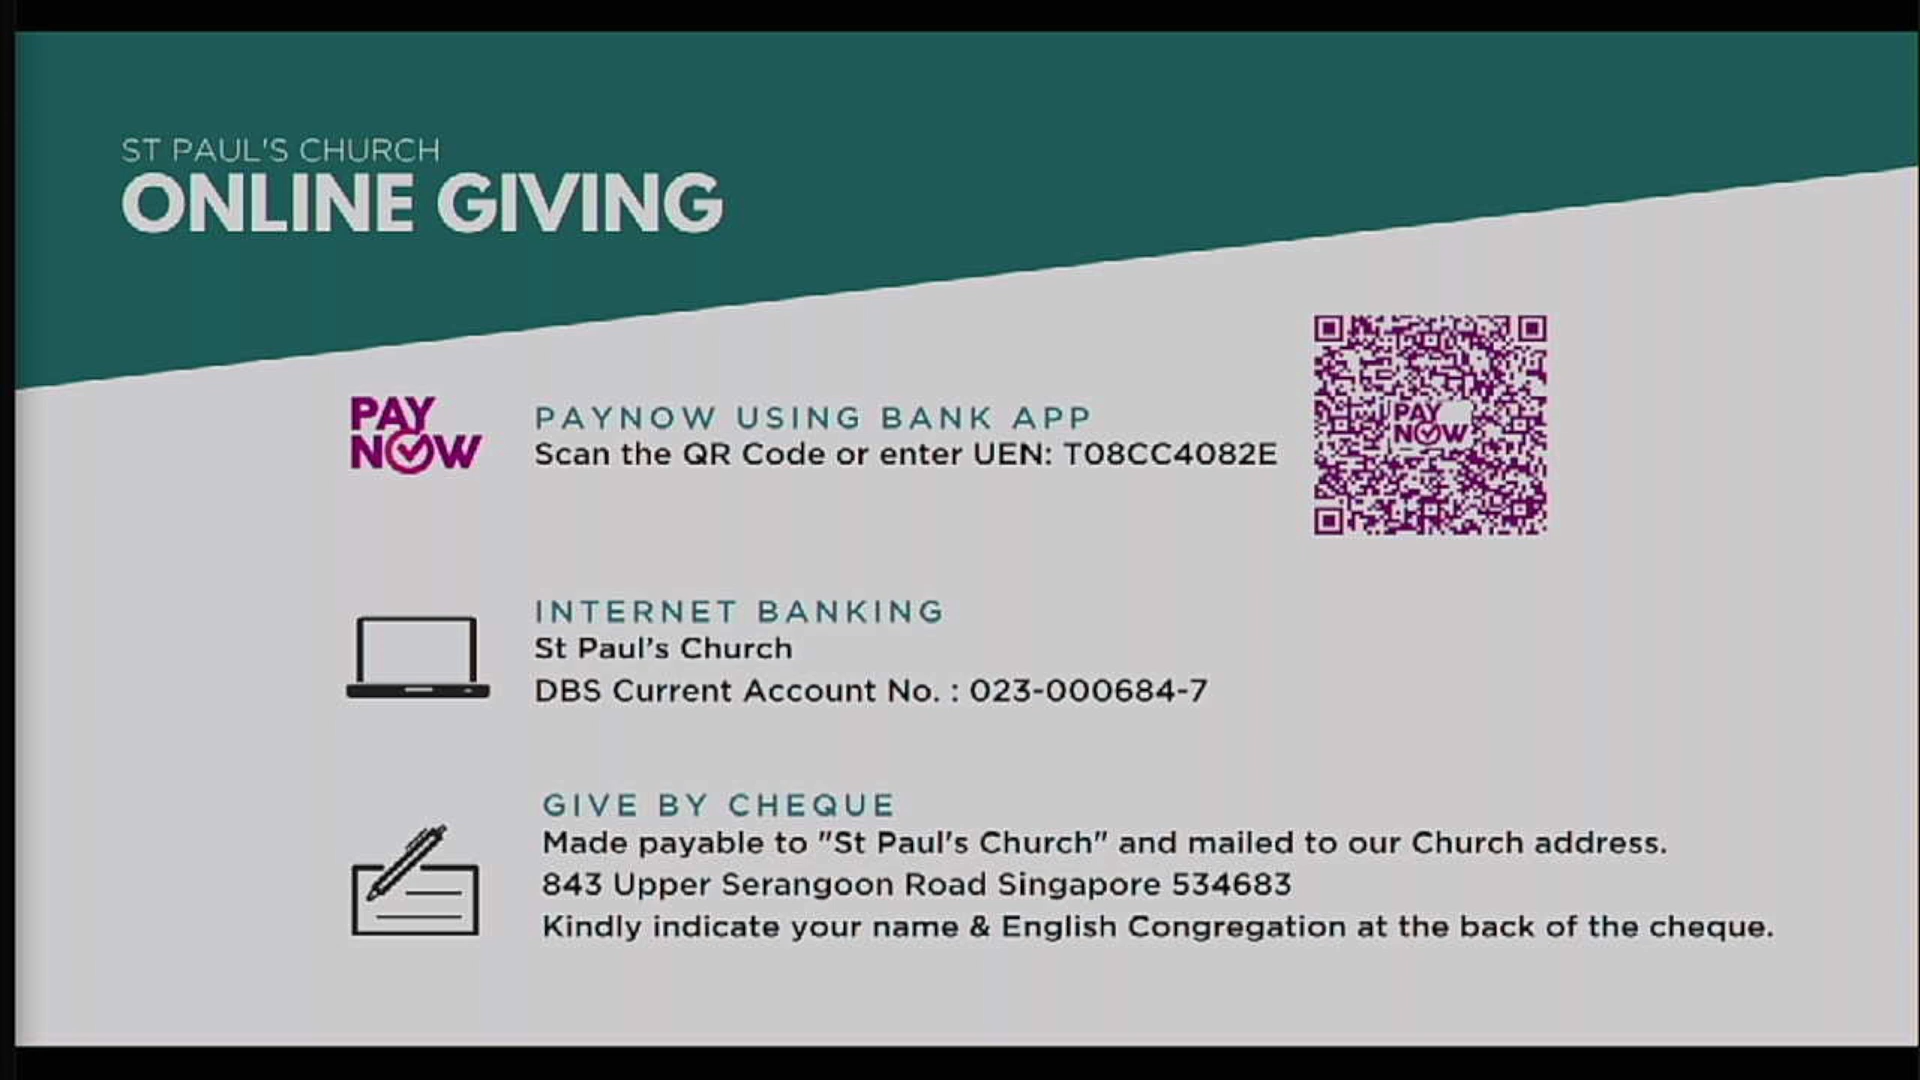 ST PAUL'S CHURCH
ONLINE GIVING
PAY
NOW
PAYNOW USING BANK APP
Scan the QR Code or enter UEN: T08CC4082E
PAY
NOW
INTERNET BANKING
St Paul’s Church
DBS Current Account No. : 023-000684-7
GIVE BY CHEQUE
Made payable to "St Paul's Church" and mailed to our Church address.
843 Upper Serangoon Road Singapore 534683
Kindly indicate your name & English Congregation at the back of the cheque.